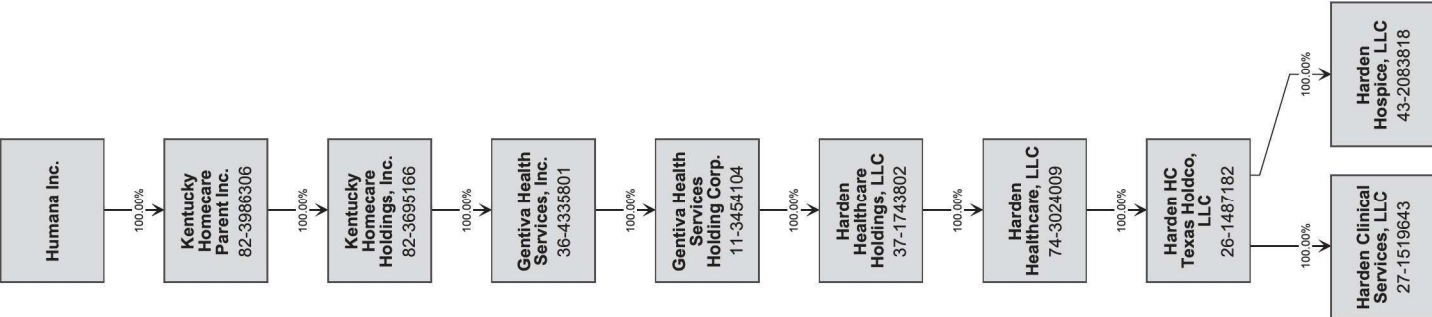 Humana Inc.
100.00%
Kentucky
Homecare
Parent Inc.
82-3986306
100.00%
Kentucky
Homecare
Holdings, Inc.
82-3695166
100.00%
Gentiva Health
Services, Inc.
36-4335801
100.00%
Gentiva Health
Services
Holding Corp.
11-3454104
100.00%
Harden
Healthcare
Holdings, LLC
37-1743802
100.00%
Harden
Healthcare, LLC
74-3024009
100.00%
Harden HC
Texas Holdco,
LLC
26-1487182
100.00%
Harden Clinical
Services, LLC
27-1519643
100.00%
Harden
Hospice, LLC
43-2083818